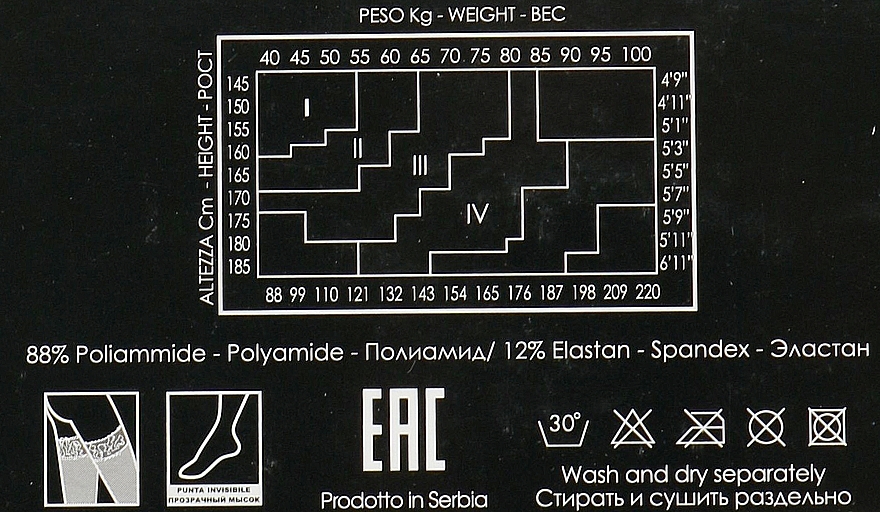 PESO Kg - WEIGHT - ВЕС
40 45 50 55 60 65 70 75 80 85 90 95 100
ALTEZZA Cm - HEIGHT - РОСТ
145 4'9"
I
150 4'11"
155 5'1"
II
160 5'3"
III
165 5'5"
170 5'7"
IV
175 5'9"
180 5'11"
185 6'11"
88 99 110 121 132 143 154 165 176 187 198 209 220
88% Poliammide - Polyamide - Полиамид/ 12% Elastan - Spandex - Эластан
EAC
30°
PUNTA INVISIBILE
ПРОЗРАЧНЫЙ МЫСОК
Prodotto in Serbia
Wash and dry separately
Стирать и сушить раздельно